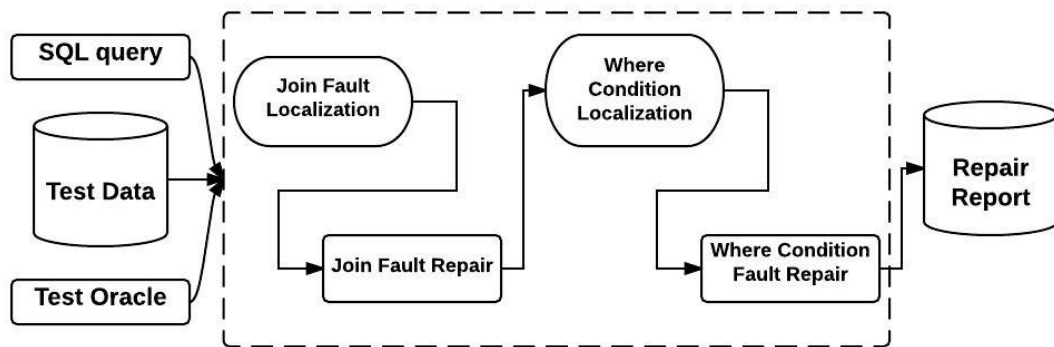 SQL query
Test Data
Test Oracle
Join Fault
Localization
Join Fault Repair
Where
Condition
Localization
Where Condition
Fault Repair
Repair
Report